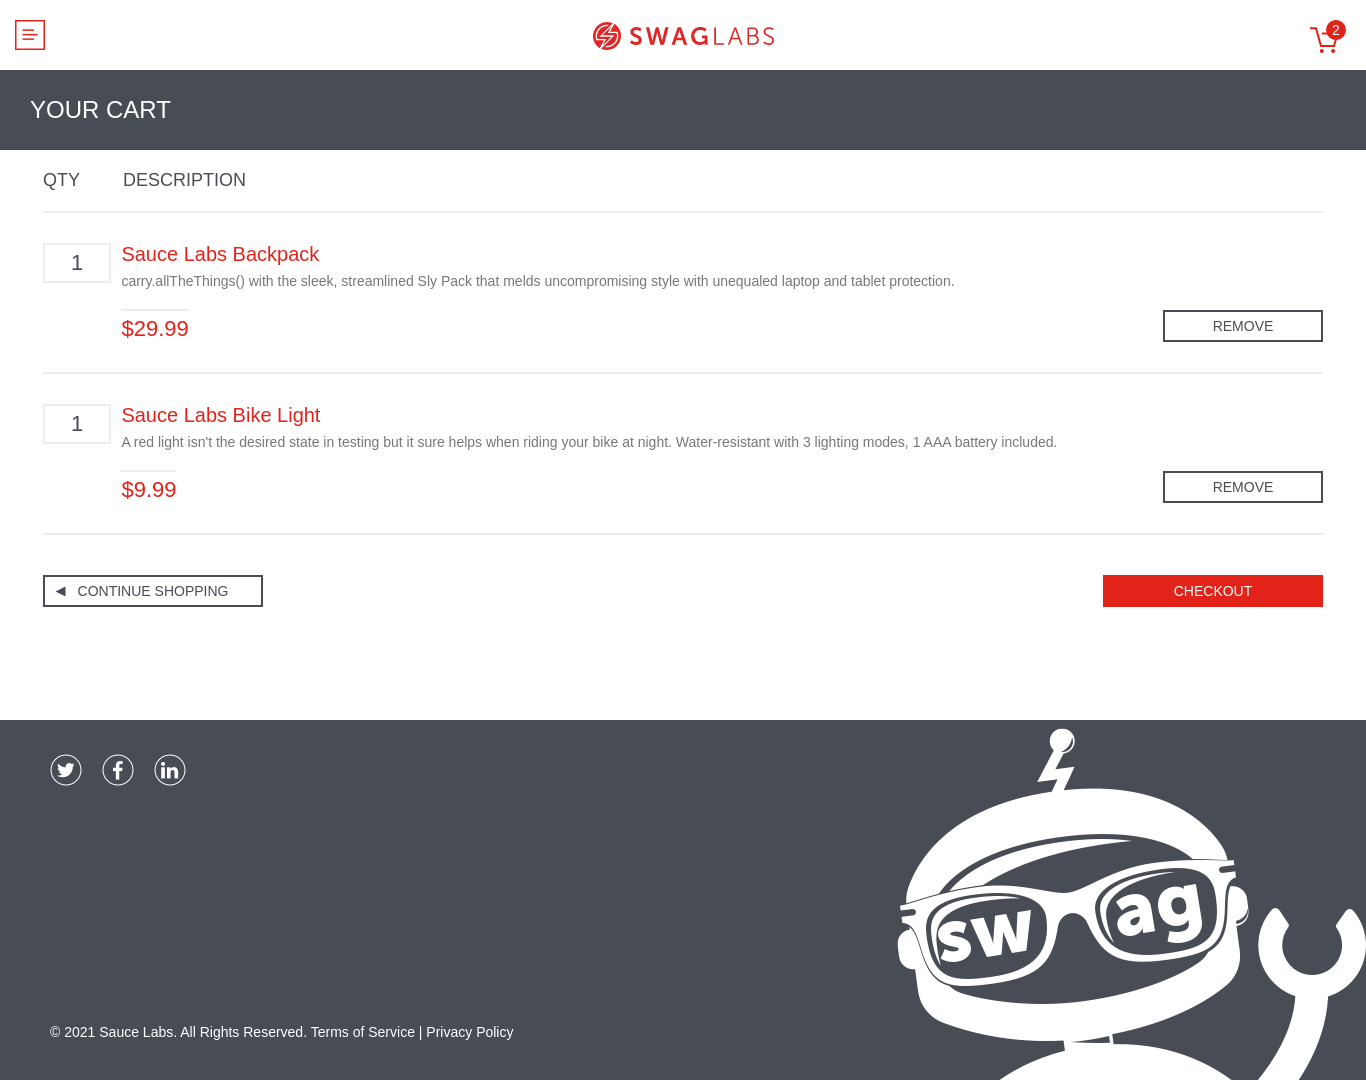 SWAGLABS
2
YOUR CART
QTY DESCRIPTION
1 Sauce Labs Backpack
carry.allTheThings() with the sleek, streamlined Sly Pack that melds uncompromising style with unequaled laptop and tablet protection.
$29.99 REMOVE
1 Sauce Labs Bike Light
A red light isn't the desired state in testing but it sure helps when riding your bike at night. Water-resistant with 3 lighting modes, 1 AAA battery included.
$9.99 REMOVE
CONTINUE SHOPPING CHECKOUT
sw ag
© 2021 Sauce Labs. All Rights Reserved. Terms of Service | Privacy Policy